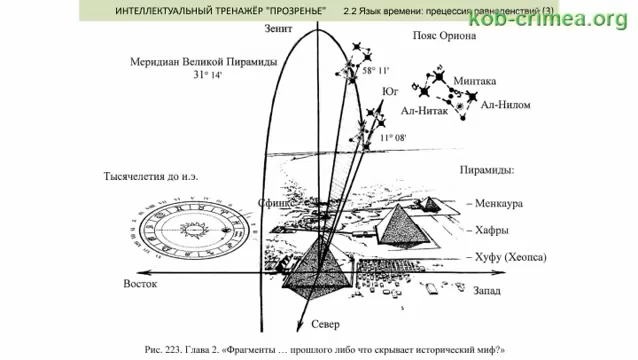 ИНТЕЛЛЕКТУАЛЬНЫЙ ТРЕНАЖЁР "ПРОЗРЕНЬЕ" 2.2 Язык времени: прецессия равноденствий (3)
kob-crimea.org
Зенит
Пояс Ориона
Меридиан Великой Пирамиды
31° 14'
58° 11'
Юг
Минтака
Ал-Нитак
Ал-Нилом
11° 08'
Тысячелетия до н.э.
Пирамиды:
Сфинкс
– Менкаура
– Хафры
– Хуфу (Хеопса)
Восток
Запад
Север
Рис. 223. Глава 2. «Фрагменты ... прошлого либо что скрывает исторический миф?»